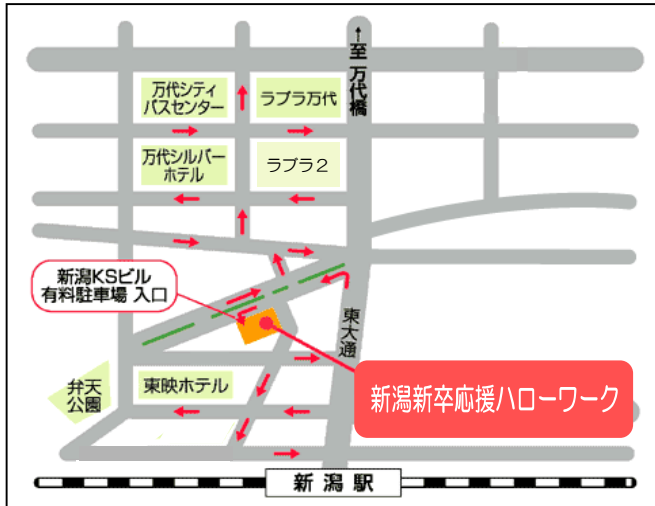 ↑至 万代橋
万代シティ
バスセンター
ラブラ万代
万代シルバー
ホテル
ラブラ２
新潟KSビル
有料駐車場 入口
東大通
弁天
公園
東映ホテル
新潟新卒応援ハローワーク
新潟駅